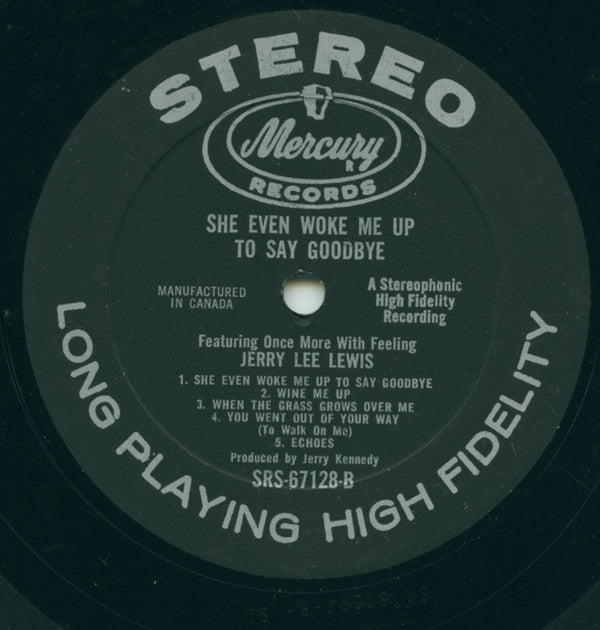 STEREO
Mercury
R
RECORDS
SHE EVEN WOKE ME UP
TO SAY GOODBYE
MANUFACTURED
IN CANADA
A Stereophonic
High Fidelity
Recording
Featuring Once More With Feeling
JERRY LEE LEWIS
1. SHE EVEN WOKE ME UP TO SAY GOODBYE
2. WINE ME UP
3. WHEN THE GRASS GROWS OVER ME
4. YOU WENT OUT OF YOUR WAY
(To Walk On Me)
5. ECHOES
Produced by Jerry Kennedy
SRS-67128-B
LONG PLAYING HIGH FIDELITY